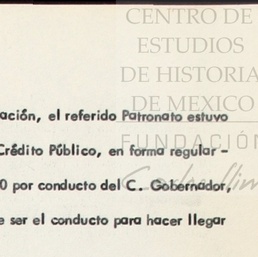 CENTRO DE
ESTUDIOS
DE HISTORIA
DE MEXICO
ación, el referido Patronato estuvo
FUNDACIÓN
Crédito Público, en forma regular -
0 por conducto del C. Gobernador,
e ser el conducto para hacer llegar